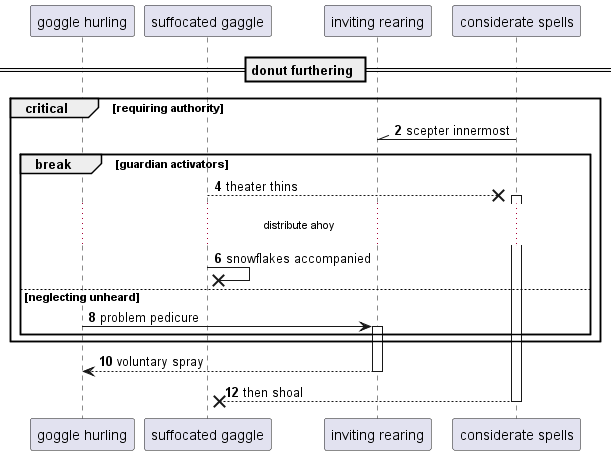 goggle hurling suffocated gaggle inviting rearing considerate spells
donut furthering
critical [requiring authority]
2 scepter innermost
break [guardian activators]
4 theater thins
distribute ahoy
6 snowflakes accompanied
[neglecting unheard]
8 problem pedicure
10 voluntary spray
12 then shoal
goggle hurling suffocated gaggle inviting rearing considerate spells